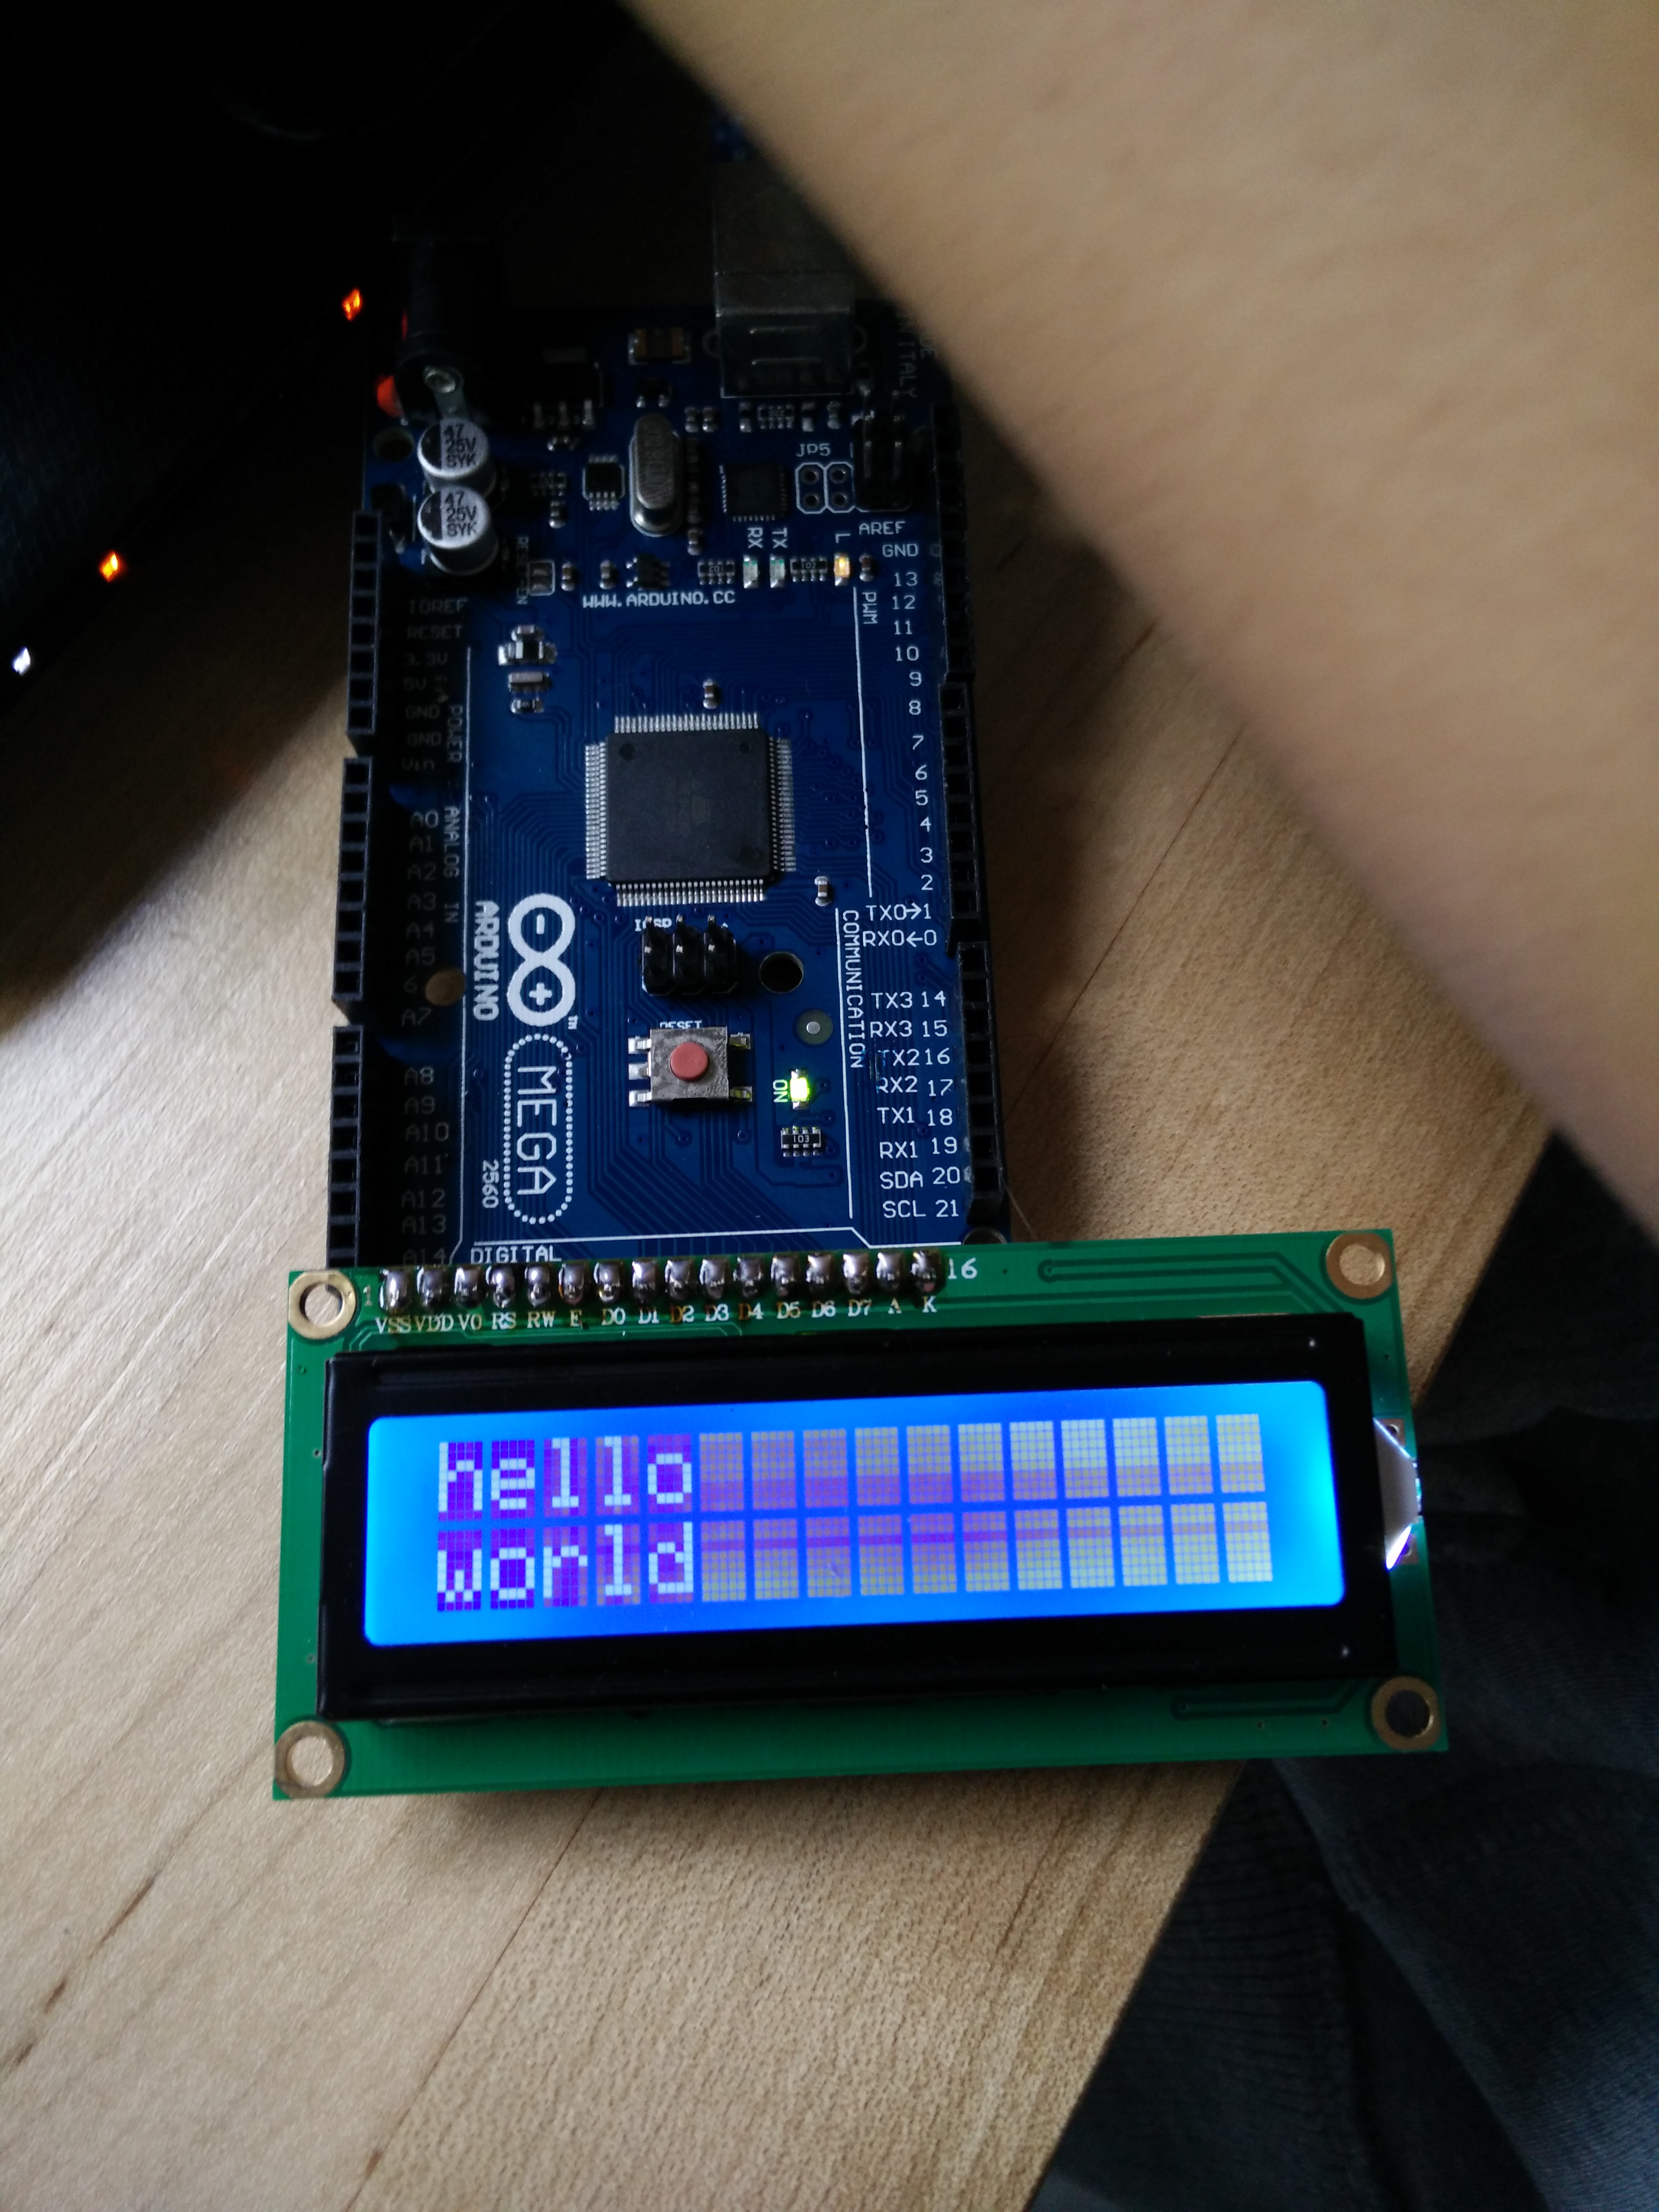 47
25V
SYK
47
25V
SYK
JP5
AREF
GND
RX
TX
L
13
12
11
10
9
8
7
6
5
4
3
2
TX0→1
RX0←0
PWM
WWW.ARDUINO.CC
IOREF
RESET
3.3V
5V
GND
GND
Vin
POWER
ANALOG IN
A0
A1
A2
A3
A4
A5
6
A7
A8
A9
A10
A11
A12
A13
A14
ARDUINO
TM
MEGA
2560
ICSP
RESET
ON
103
COMMUNICATION
TX3 14
RX3 15
TX2 16
RX2 17
TX1 18
RX1 19
SDA 20
SCL 21
DIGITAL
1
16
VSS VDD V0 RS RW E D0 D1 D2 D3 D4 D5 D6 D7 A K
hello
world